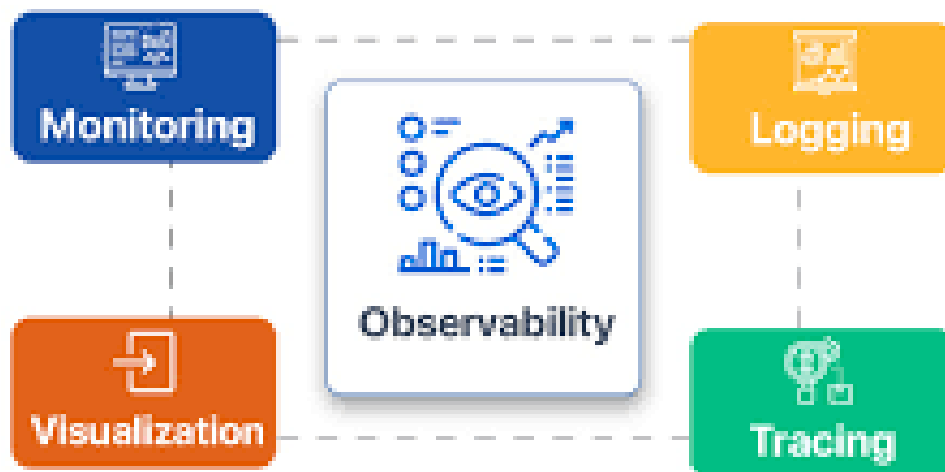 Monitoring
Logging
Observability
Visualization
Tracing